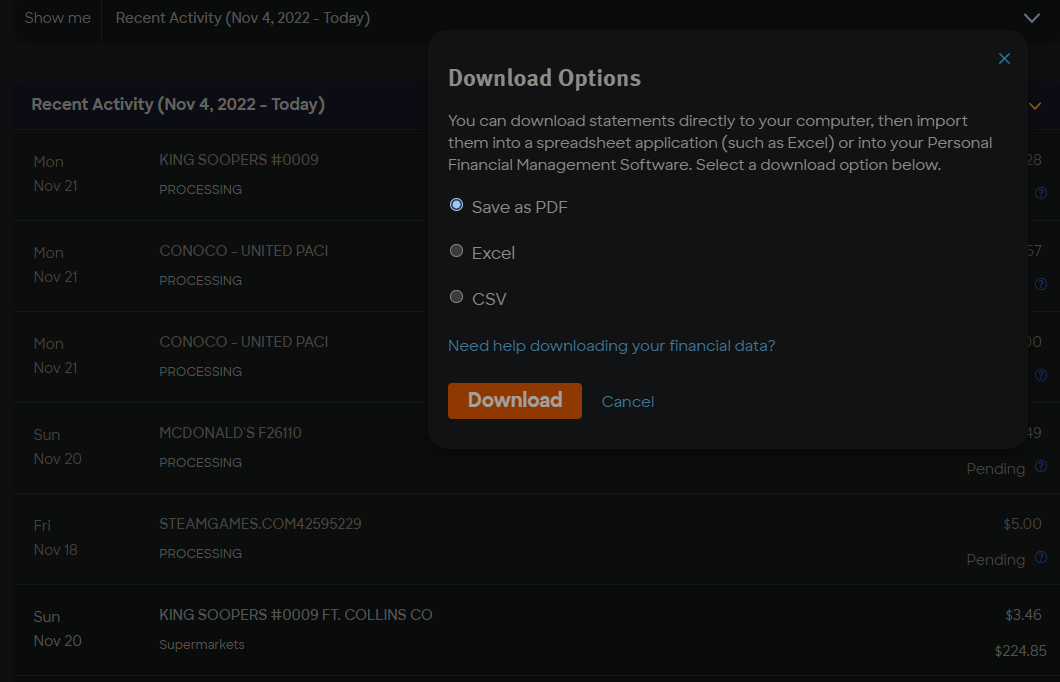 Show me
Recent Activity (Nov 4, 2022 - Today)
Download Options
You can download statements directly to your computer, then import
them into a spreadsheet application (such as Excel) or into your Personal
Financial Management Software. Select a download option below.
Save as PDF
Excel
CSV
Need help downloading your financial data?
Download Cancel
Recent Activity (Nov 4, 2022 - Today)
Mon
Nov 21
KING SOOPERS #0009
PROCESSING
28
Mon
Nov 21
CONOCO - UNITED PACI
PROCESSING
57
Mon
Nov 21
CONOCO - UNITED PACI
PROCESSING
00
Sun
Nov 20
MCDONALD'S F26110
PROCESSING
49
Pending
Fri
Nov 18
STEAMGAMES.COM42595229
PROCESSING
$5.00
Pending
Sun
Nov 20
KING SOOPERS #0009 FT. COLLINS CO
Supermarkets
$3.46
$224.85